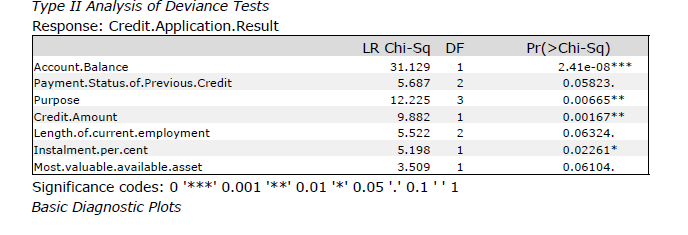 Type II Analysis of Deviance Tests
Response: Credit.Application.Result
LR Chi-Sq DF Pr(>Chi-Sq)
Account.Balance 31.129 1 2.41e-08***
Payment.Status.of.Previous.Credit 5.687 2 0.05823.
Purpose 12.225 3 0.00665**
Credit.Amount 9.882 1 0.00167**
Length.of.current.employment 5.522 2 0.06324.
Instalment.per.cent 5.198 1 0.02261*
Most.valuable.available.asset 3.509 1 0.06104.
Significance codes: 0 '***' 0.001 '**' 0.01 '*' 0.05 '.' 0.1 ' ' 1
Basic Diagnostic Plots